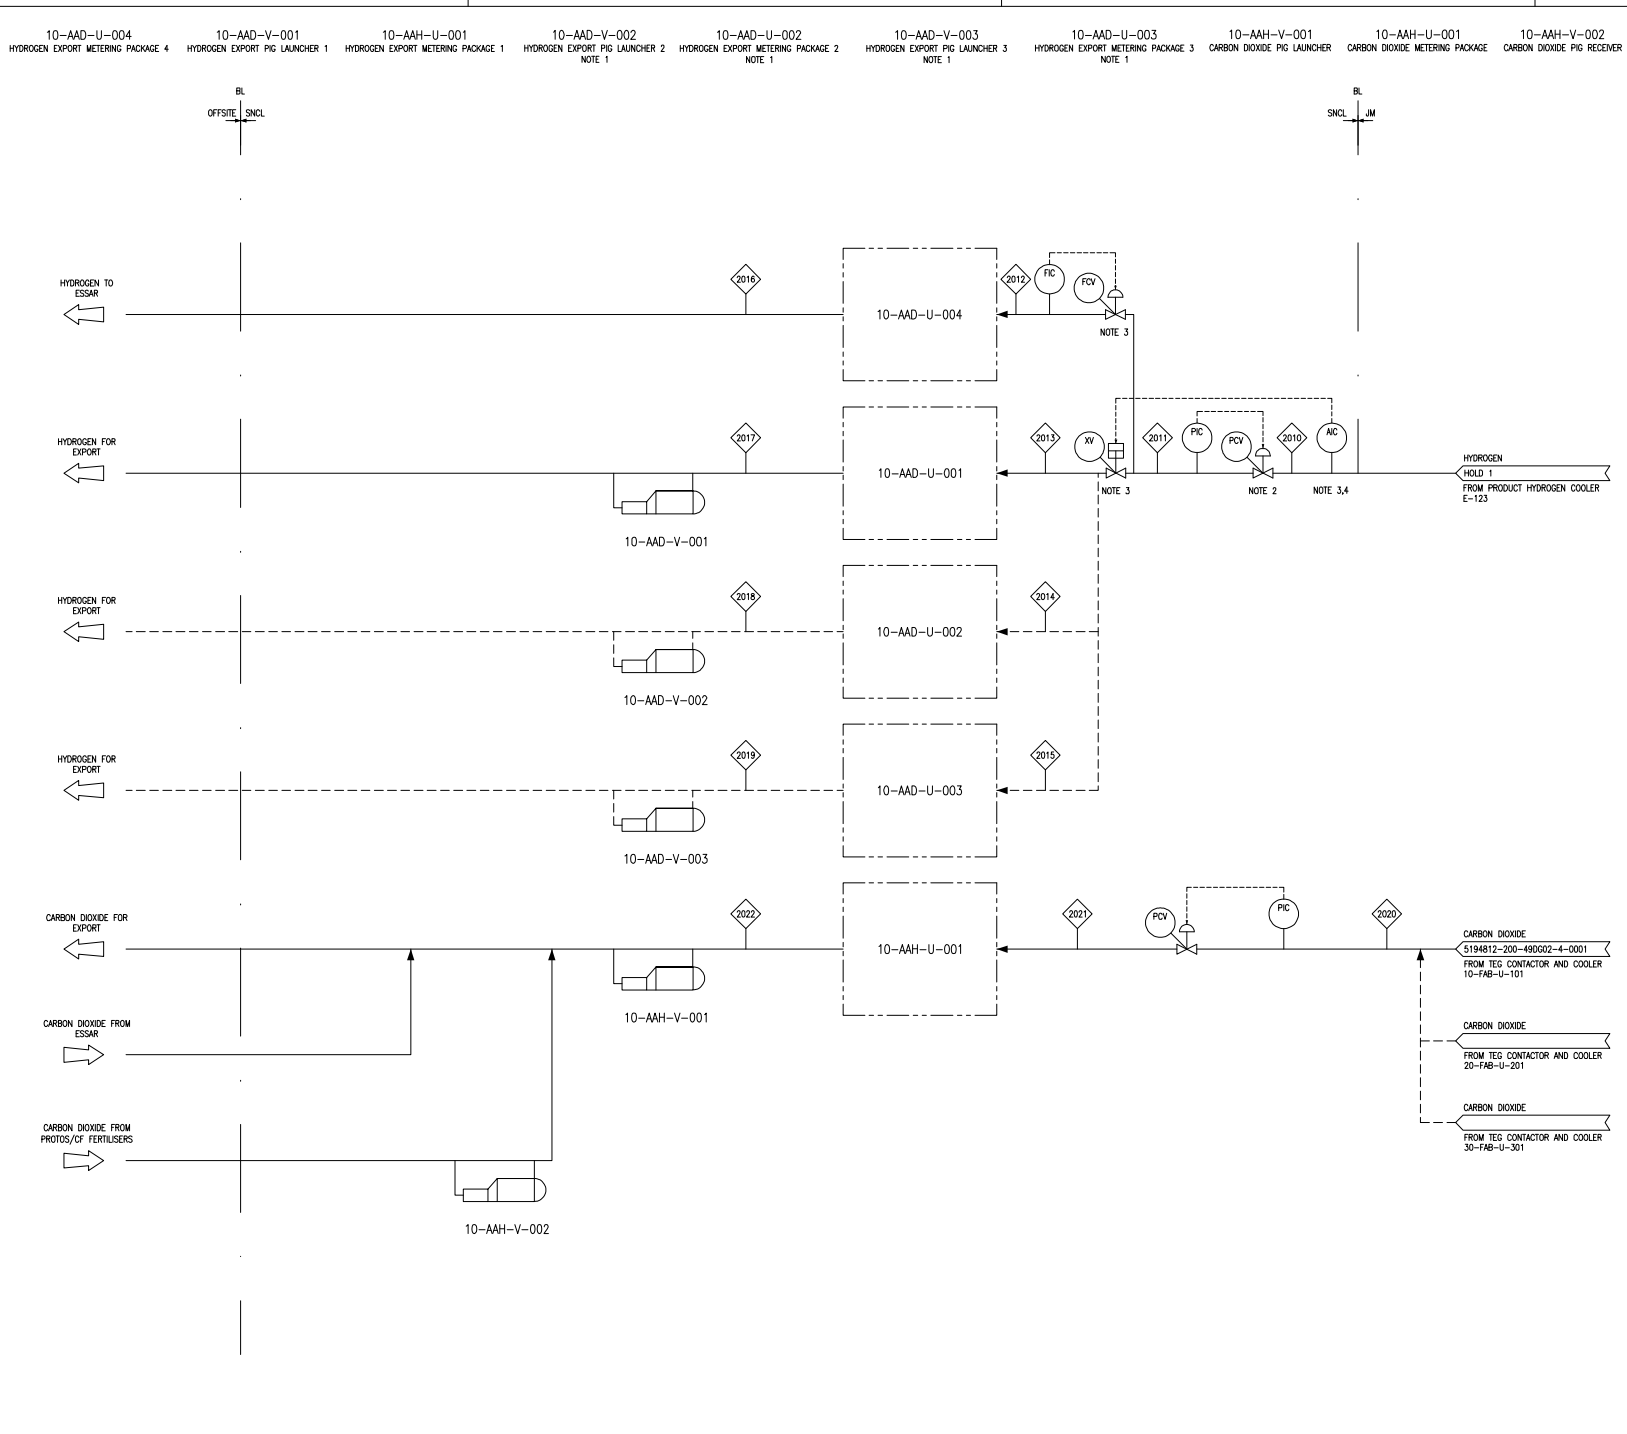 10-AAD-U-004
HYDROGEN EXPORT METERING PACKAGE 4
10-AAD-V-001
HYDROGEN EXPORT PIG LAUNCHER 1
10-AAH-U-001
HYDROGEN EXPORT METERING PACKAGE 1
10-AAD-V-002
HYDROGEN EXPORT PIG LAUNCHER 2
NOTE 1
10-AAD-U-002
HYDROGEN EXPORT METERING PACKAGE 2
NOTE 1
10-AAD-V-003
HYDROGEN EXPORT PIG LAUNCHER 3
NOTE 1
10-AAD-U-003
HYDROGEN EXPORT METERING PACKAGE 3
NOTE 1
10-AAH-V-001
CARBON DIOXIDE PIG LAUNCHER
10-AAH-U-001
CARBON DIOXIDE METERING PACKAGE
10-AAH-V-002
CARBON DIOXIDE PIG RECEIVER
BL
OFFSITE SNCL
BL
SNCL JM
HYDROGEN TO
ESSAR
2016
10-AAD-U-004
2012
FIC
FCV
NOTE 3
HYDROGEN FOR
EXPORT
2017
10-AAD-V-001
10-AAD-U-001
2013
XV
NOTE 3
2011
PIC
PCV
NOTE 2
2010
AIC
NOTE 3,4
HYDROGEN
HOLD 1
FROM PRODUCT HYDROGEN COOLER
E-123
HYDROGEN FOR
EXPORT
2018
10-AAD-V-002
10-AAD-U-002
2014
HYDROGEN FOR
EXPORT
2019
10-AAD-V-003
10-AAD-U-003
2015
CARBON DIOXIDE FOR
EXPORT
2022
10-AAH-V-001
10-AAH-U-001
2021
PCV
PIC
2020
CARBON DIOXIDE
5194812-200-49DG02-4-0001
FROM TEG CONTACTOR AND COOLER
10-FAB-U-101
CARBON DIOXIDE FROM
ESSAR
CARBON DIOXIDE
FROM TEG CONTACTOR AND COOLER
20-FAB-U-201
CARBON DIOXIDE FROM
PROTOS/CF FERTILISERS
10-AAH-V-002
CARBON DIOXIDE
FROM TEG CONTACTOR AND COOLER
30-FAB-U-301